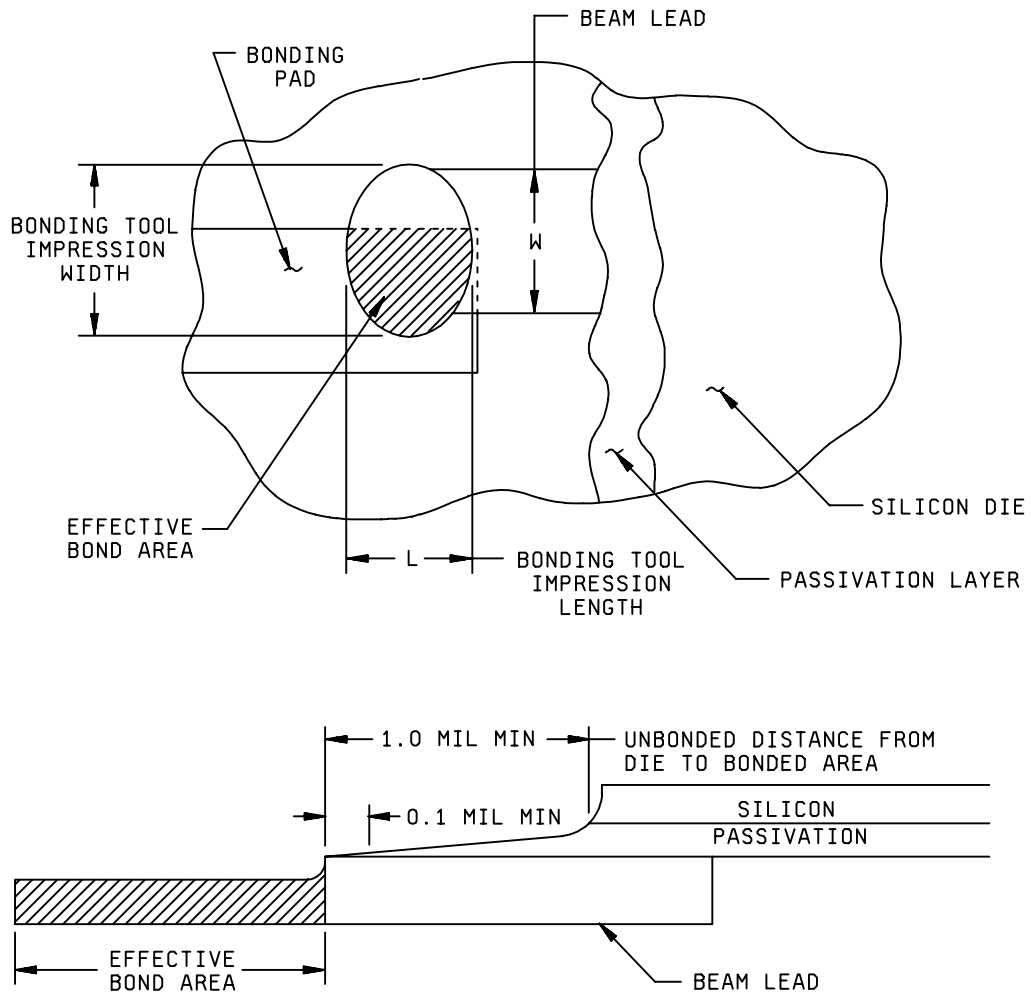 BEAM LEAD
BONDING
PAD
BONDING TOOL
IMPRESSION
WIDTH
W
EFFECTIVE
BOND AREA
L
BONDING TOOL
IMPRESSION
LENGTH
SILICON DIE
PASSIVATION LAYER
1.0 MIL MIN
UNBONDED DISTANCE FROM
DIE TO BONDED AREA
0.1 MIL MIN
SILICON
PASSIVATION
EFFECTIVE
BOND AREA
BEAM LEAD